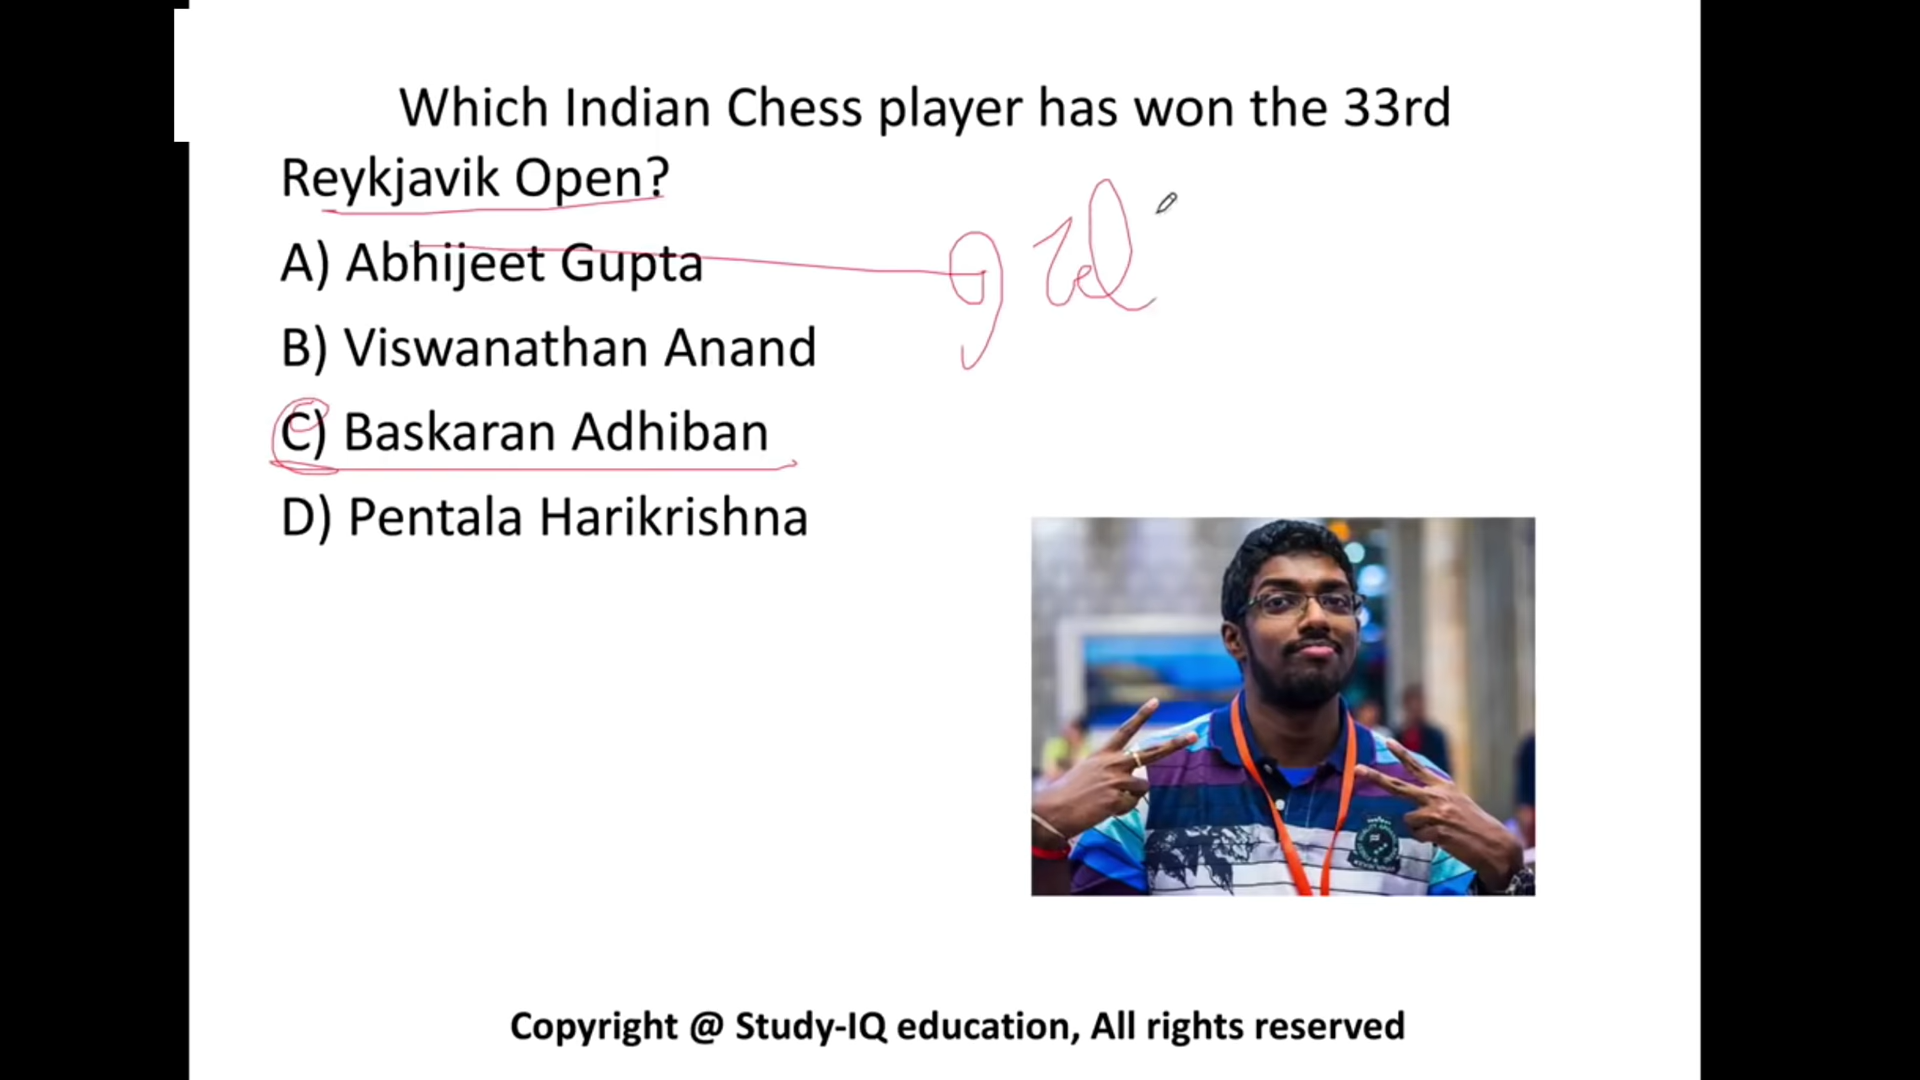 Which Indian Chess player has won the 33rd
Reykjavik Open?
A) Abhijeet Gupta
B) Viswanathan Anand
C) Baskaran Adhiban
D) Pentala Harikrishna
Copyright @ Study-IQ education, All rights reserved